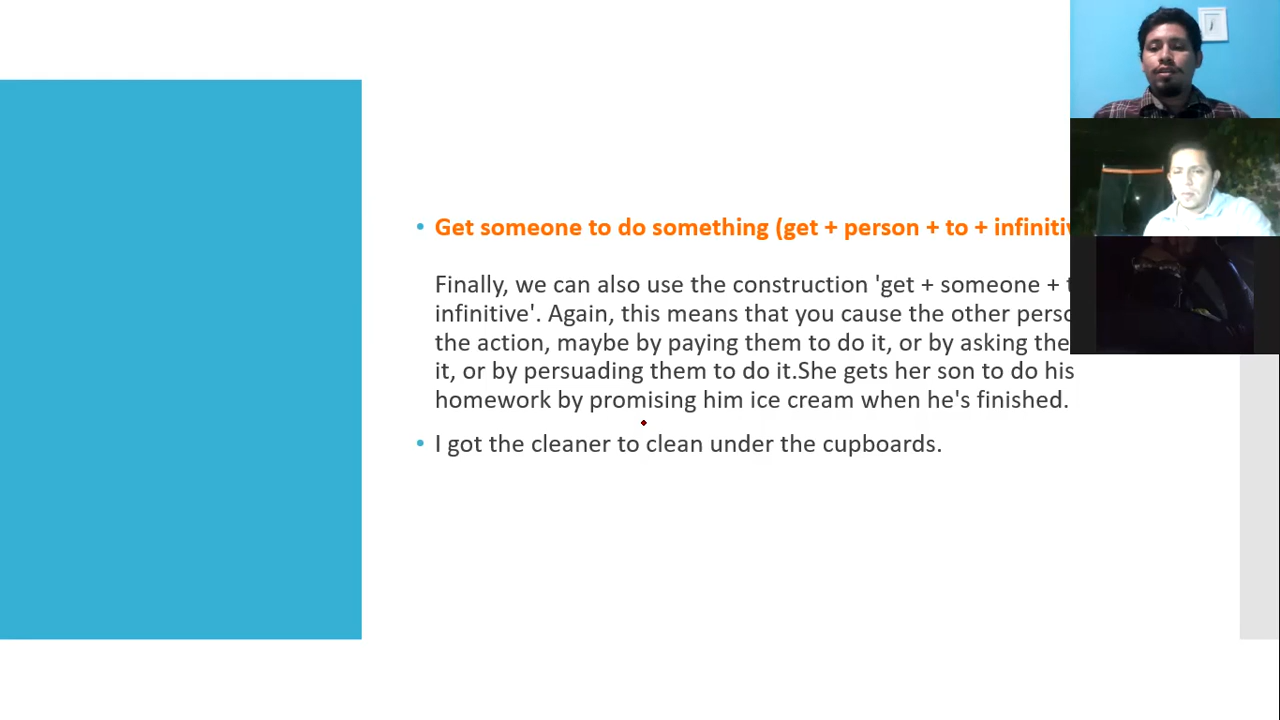 Get someone to do something (get + person + to +
Finally, we can also use the construction 'get + someone +
infinitive'. Again, this means that you cause the other
the action, maybe by paying them to do it, or by asking
it, or by persuading them to do it.She gets her son to do his
homework by promising him ice cream when he's finished.
I got the cleaner to clean under the cupboards.